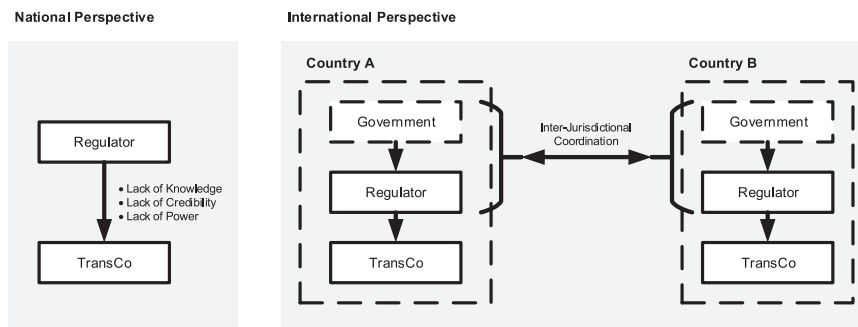 National Perspective
Regulator
• Lack of Knowledge
• Lack of Credibility
• Lack of Power
TransCo
International Perspective
Country A
Government
Regulator
TransCo
Inter-Jurisdictional
Coordination
Country B
Government
Regulator
TransCo